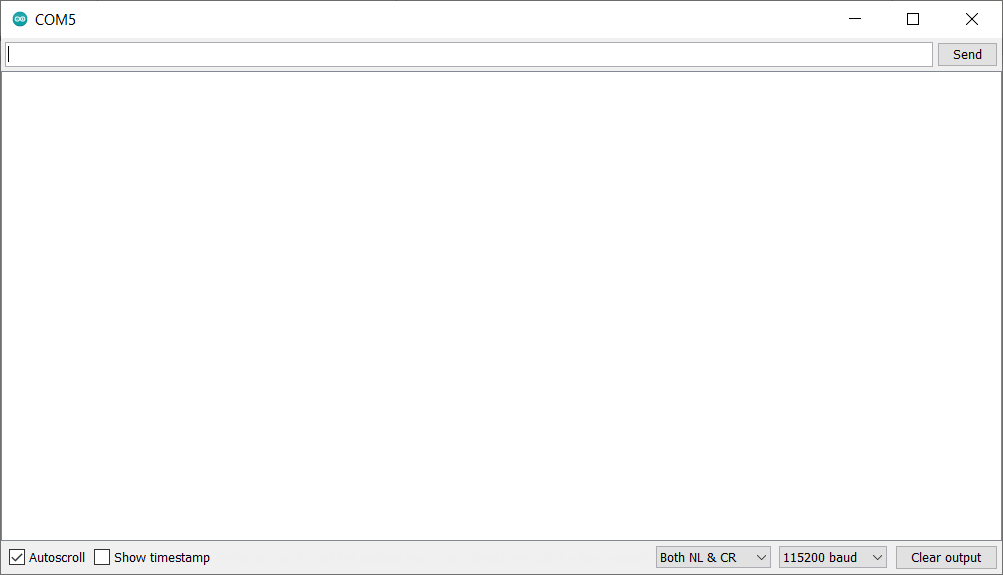 COM5
Send
Autoscroll Show timestamp Both NL & CR 115200 baud Clear output